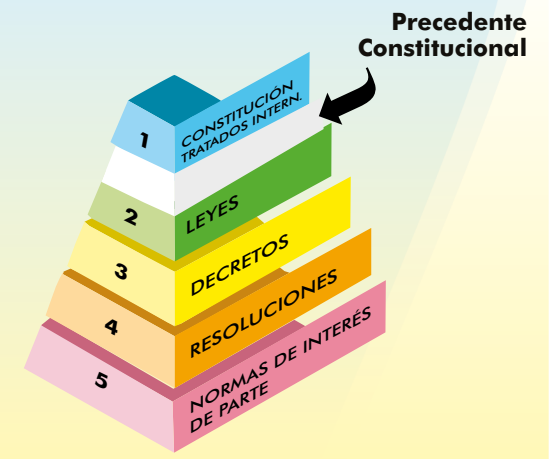 Precedente
Constitucional
1
CONSTITUCIÓN
TRATADOS INTERN.
2
LEYES
3
DECRETOS
4
RESOLUCIONES
5
NORMAS DE INTERÉS
DE PARTE